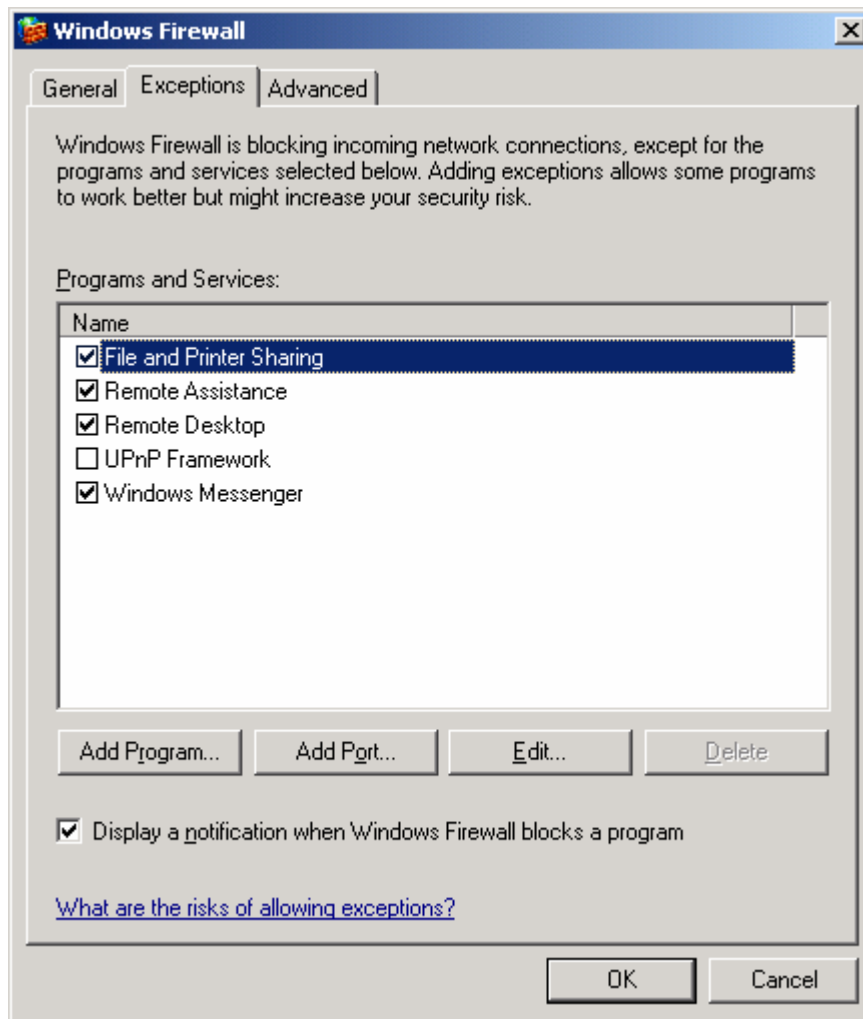 Windows Firewall
General Exceptions Advanced
Windows Firewall is blocking incoming network connections, except for the
programs and services selected below. Adding exceptions allows some programs
to work better but might increase your security risk.
Programs and Services:
Name
File and Printer Sharing
Remote Assistance
Remote Desktop
UPnP Framework
Windows Messenger
Add Program... Add Port... Edit... Delete
Display a notification when Windows Firewall blocks a program
What are the risks of allowing exceptions?
OK Cancel